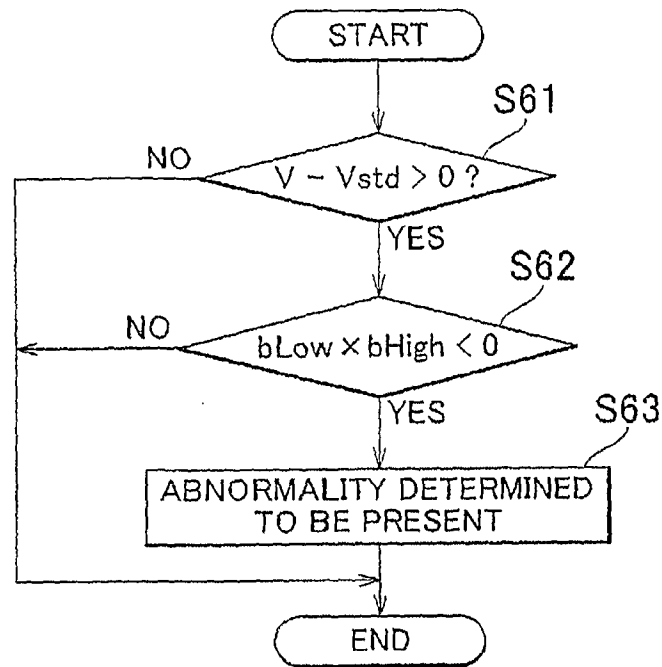 START
S61
NO
V - Vstd > 0 ?
YES
S62
NO
bLow × bHigh < 0
YES
S63
ABNORMALITY DETERMINED
TO BE PRESENT
END